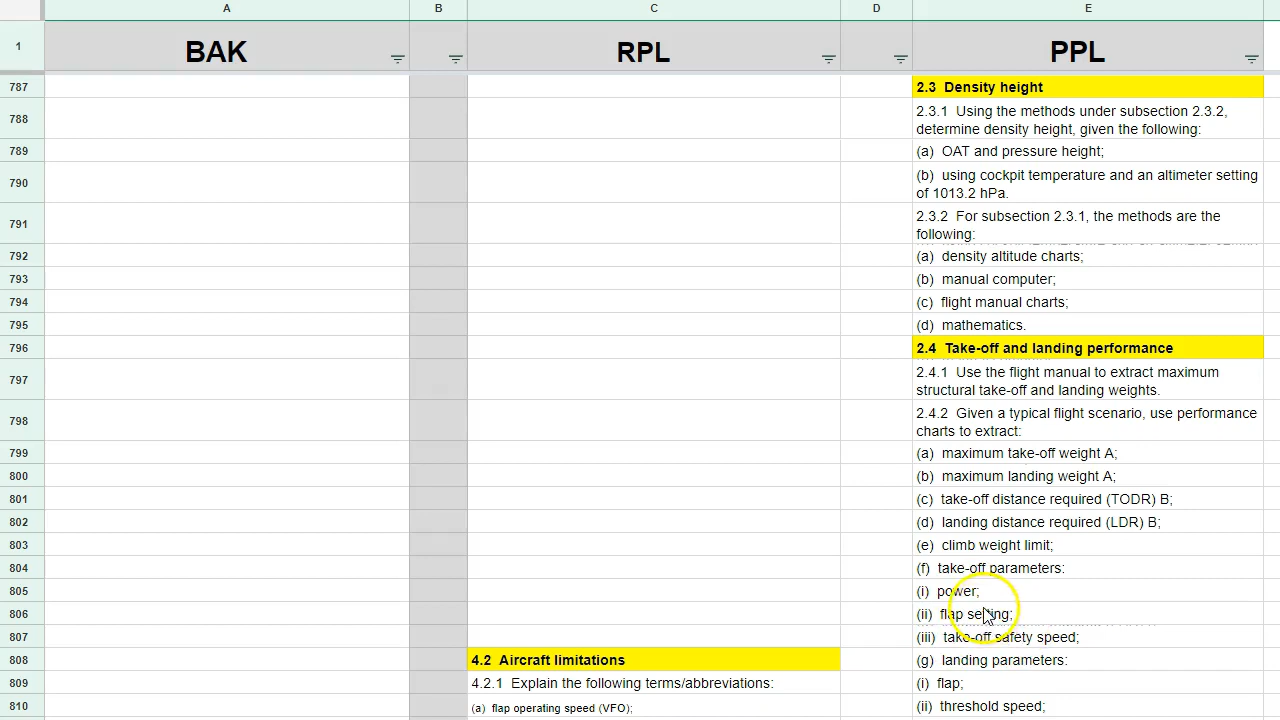 A B C D E
1 BAK RPL PPL
787 2.3 Density height
788 2.3.1 Using the methods under subsection 2.3.2,
determine density height, given the following:
789 (a) OAT and pressure height;
790 (b) using cockpit temperature and an altimeter setting
of 1013.2 hPa.
791 2.3.2 For subsection 2.3.1, the methods are the
following:
792 (a) density altitude charts;
793 (b) manual computer;
794 (c) flight manual charts;
795 (d) mathematics.
796 2.4 Take-off and landing performance
797 2.4.1 Use the flight manual to extract maximum
structural take-off and landing weights.
798 2.4.2 Given a typical flight scenario, use performance
charts to extract:
799 (a) maximum take-off weight A;
800 (b) maximum landing weight A;
801 (c) take-off distance required (TODR) B;
802 (d) landing distance required (LDR) B;
803 (e) climb weight limit;
804 (f) take-off parameters:
805 (i) power;
806 (ii) flap setting;
807 (iii) take-off safety speed;
808 4.2 Aircraft limitations (g) landing parameters:
809 4.2.1 Explain the following terms/abbreviations: (i) flap;
810 (a) flap operating speed (VFO); (ii) threshold speed;